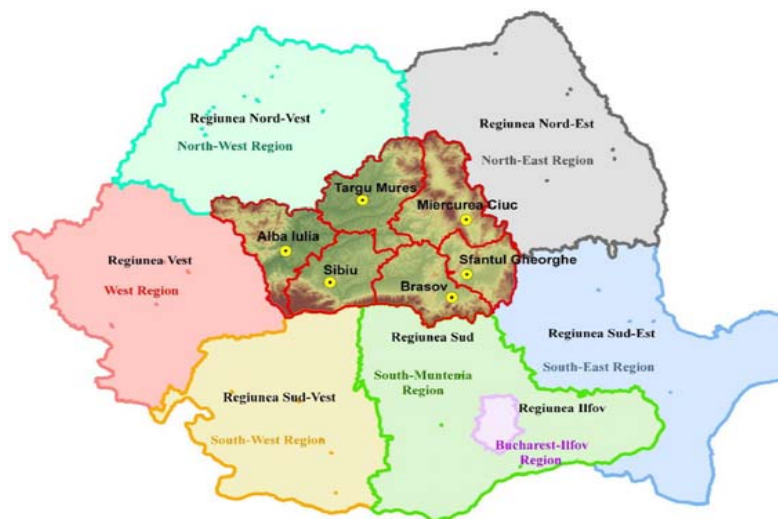 Regiunea Nord-Vest
North-West Region
Regiunea Nord-Est
North-East Region
Targu Mures
Miercurea Ciuc
Alba Iulia
Sfantul Gheorghe
Sibiu
Brasov
Regiunea Vest
West Region
Regiunea Sud
South-Muntenia
Region
Regiunea Sud-Est
South-East Region
Regiunea Sud-Vest
South-West Region
Regiunea Ilfov
Bucharest-Ilfov
Region